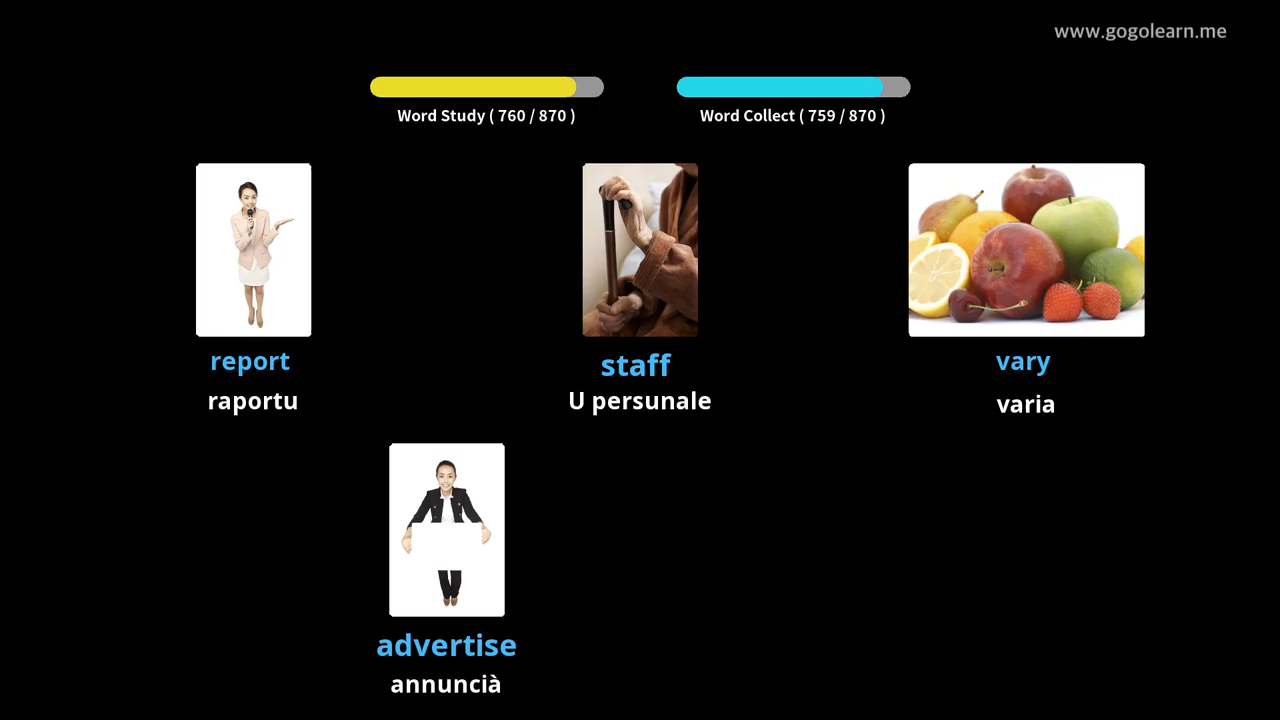 www.gogolearn.me
Word Study ( 760 / 870 )
Word Collect ( 759 / 870 )
report
raportu
staff
U persunale
vary
varia
advertise
annuncià